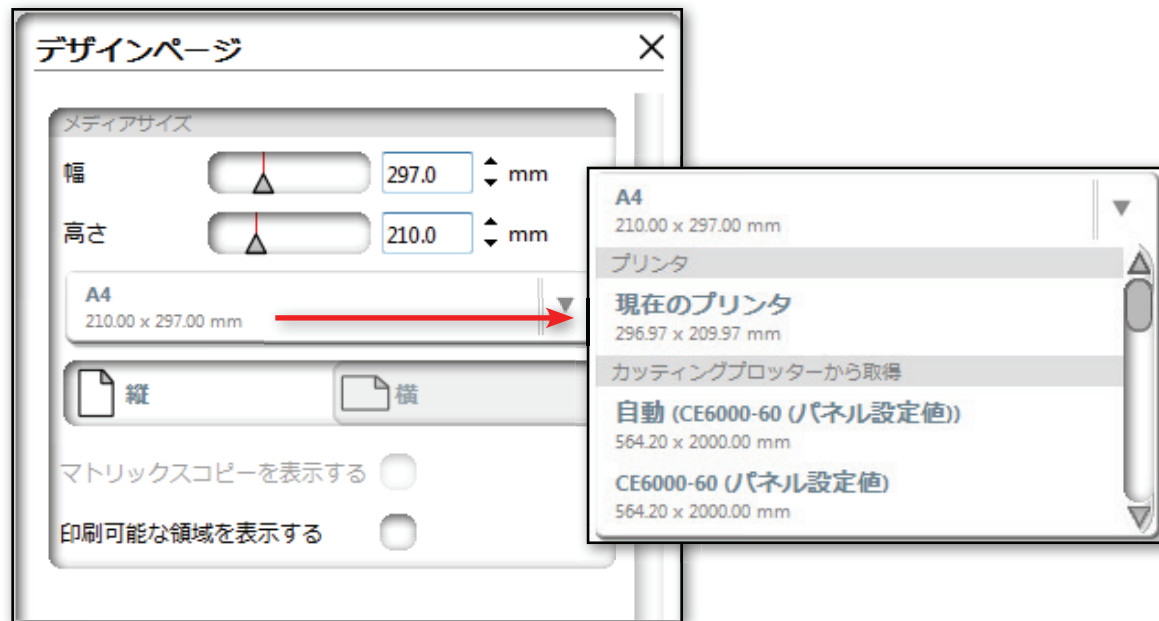 デザインページ
メディアサイズ
幅 297.0 mm
高さ 210.0 mm
A4
210.00 x 297.00 mm
縦 横
マトリックスコピーを表示する
印刷可能な領域を表示する
A4
210.00 x 297.00 mm
プリンタ
現在のプリンタ
296.97 x 209.97 mm
カッティングプロッターから取得
自動 (CE6000-60 (パネル設定値))
564.20 x 2000.00 mm
CE6000-60 (パネル設定値)
564.20 x 2000.00 mm